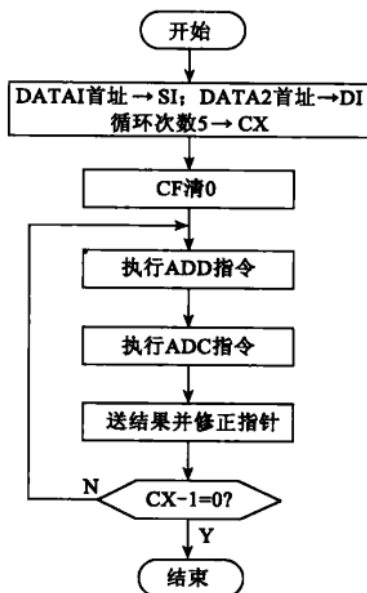 开始
DATAI首址→SI；DATA2首址→DI
循环次数5→CX
CF清0
执行ADD指令
执行ADC指令
送结果并修正指针
N
CX-1=0?
Y
结束